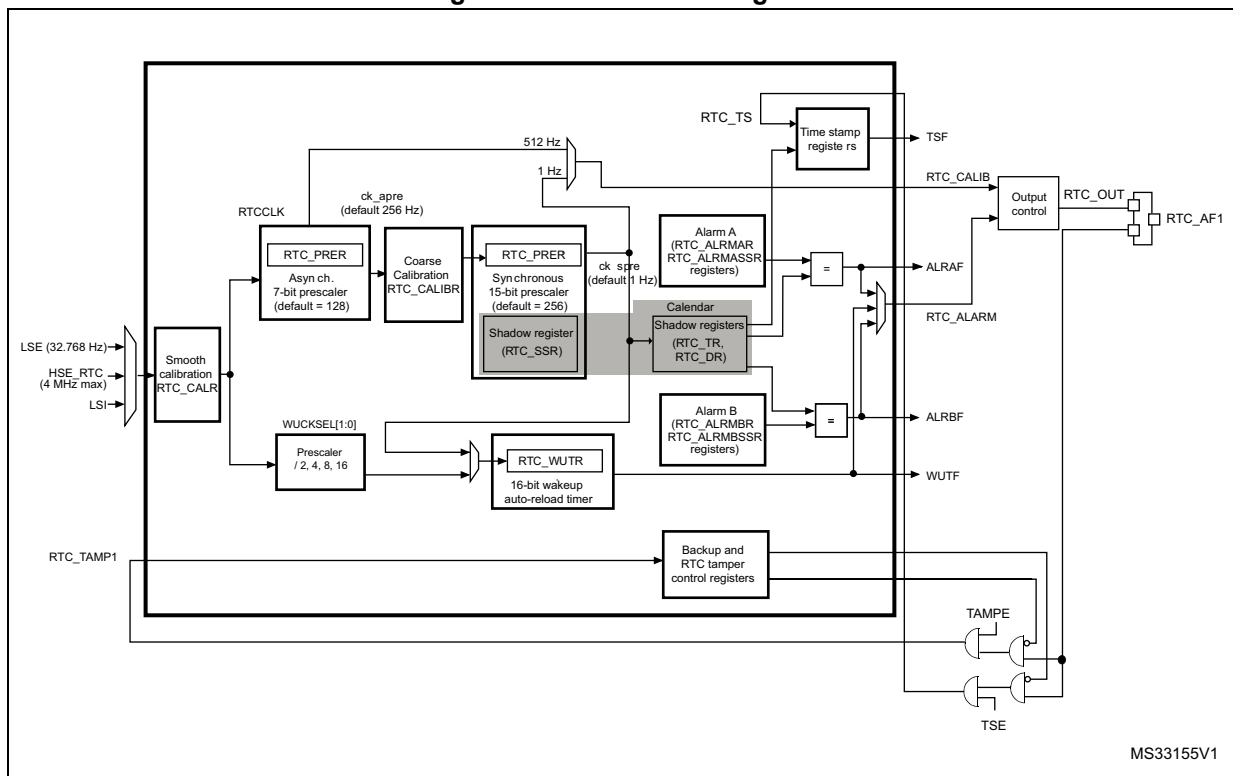 RTC_TS
Time stamp
registe rs
TSF
512 Hz
1 Hz
RTC_CALIB
Output
control
RTC_OUT
RTC_AF1
ck_apre
(default 256 Hz)
RTCCLK
RTC_PRER
Asyn ch.
7-bit prescaler
(default = 128)
Coarse
Calibration
RTC_CALIBR
RTC_PRER
Syn chronous
15-bit prescaler
(default = 256)
ck_spre
(default 1 Hz)
Alarm A
(RTC_ALRMAR
RTC_ALRMASSR
registers)
=
ALRAF
Calendar
Shadow register
(RTC_SSR)
Shadow registers
(RTC_TR,
RTC_DR)
RTC_ALARM
LSE (32.768 Hz)
HSE_RTC
(4 MHz max)
LSI
Smooth
calibration
RTC_CALR
Alarm B
(RTC_ALRMBR
RTC_ALRMBSSR
registers)
=
ALRBF
WUCKSEL[1:0]
Prescaler
/ 2, 4, 8, 16
RTC_WUTR
16-bit wakeup
auto-reload timer
WUTF
RTC_TAMP1
Backup and
RTC tamper
control registers
TAMPE
TSE
MS33155V1